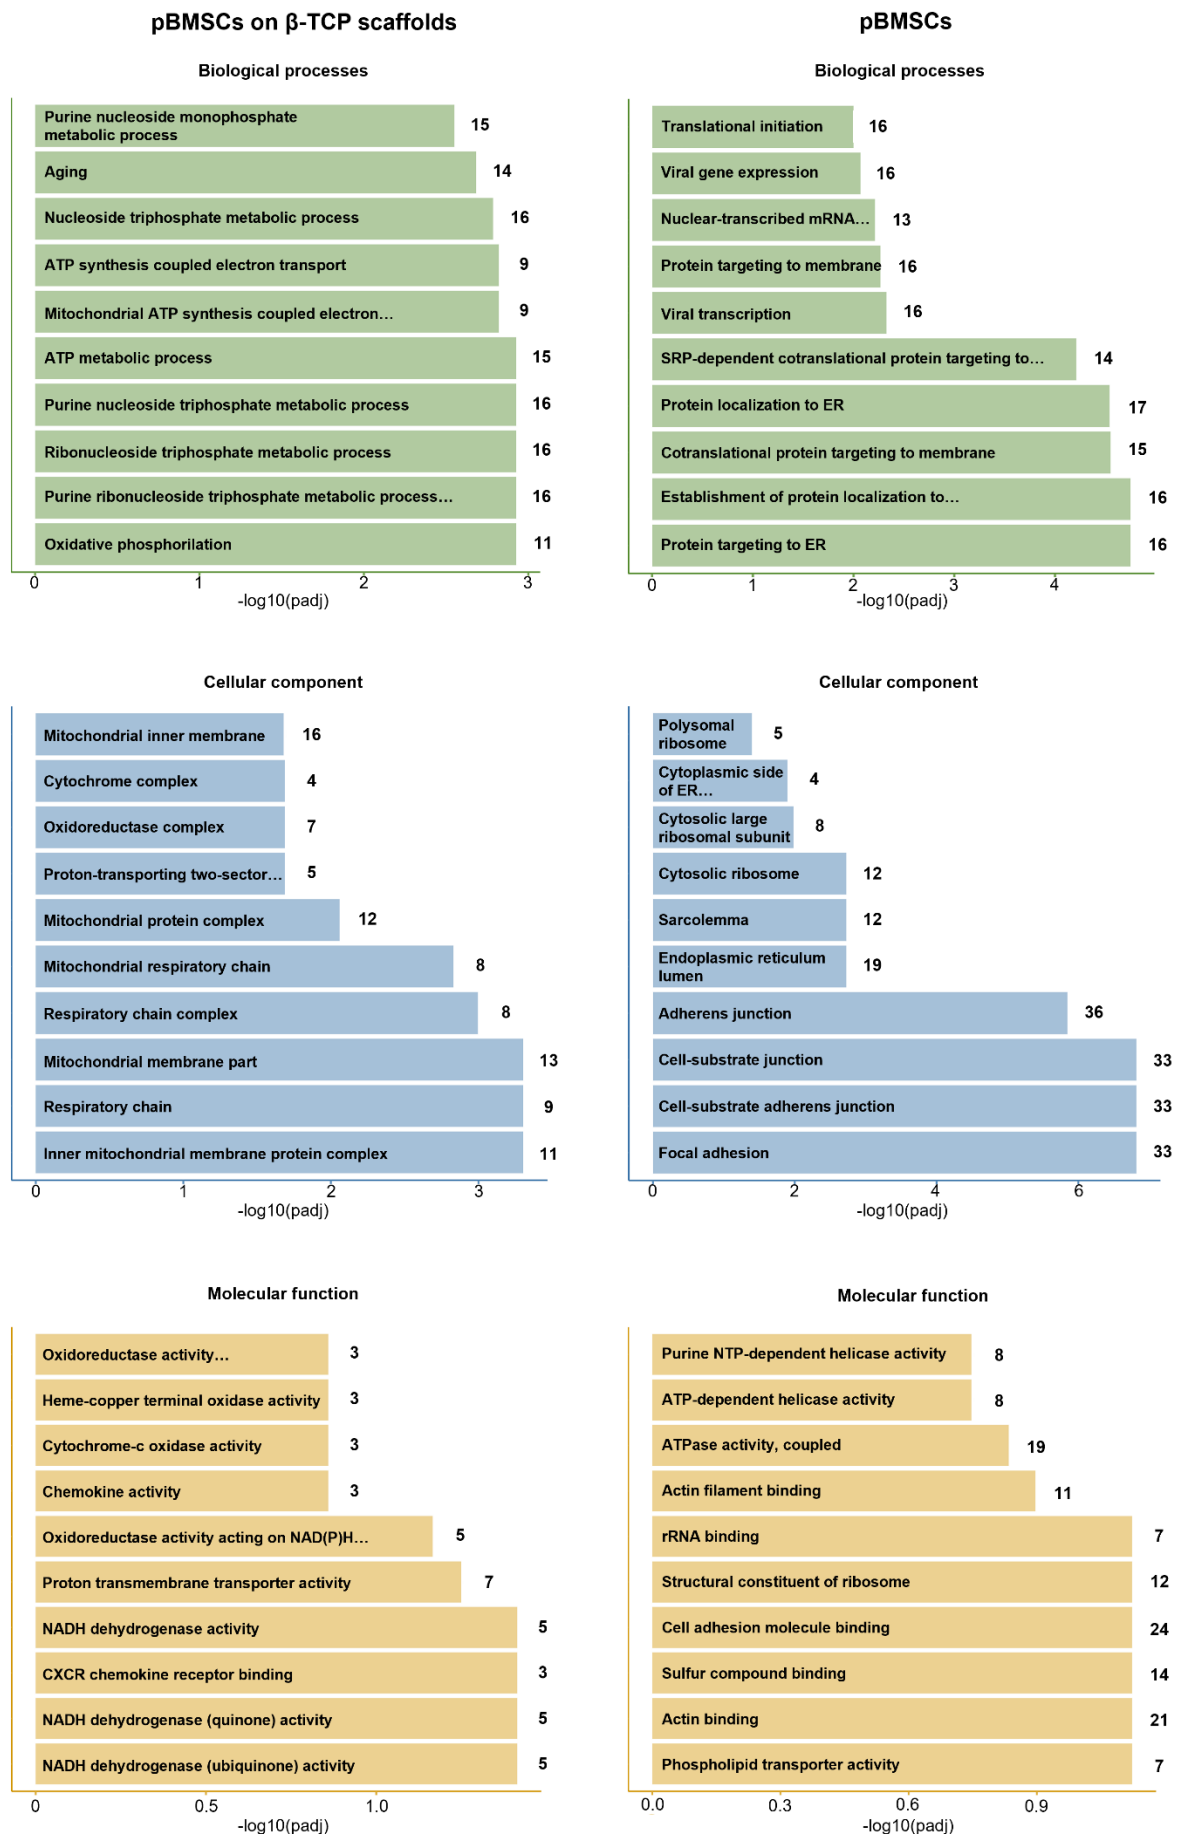 pBMSCs on β-TCP scaffolds
Biological processes
Purine nucleoside monophosphate
metabolic process
15
Aging
14
Nucleoside triphosphate metabolic process
16
ATP synthesis coupled electron transport
9
Mitochondrial ATP synthesis coupled electron…
9
ATP metabolic process
15
Purine nucleoside triphosphate metabolic process
16
Ribonucleoside triphosphate metabolic process
16
Purine ribonucleoside triphosphate metabolic process…
16
Oxidative phosphorilation
11
0 1 2 3
-log10(padj)
pBMSCs
Biological processes
Translational initiation
16
Viral gene expression
16
Nuclear-transcribed mRNA…
13
Protein targeting to membrane
16
Viral transcription
16
SRP-dependent cotranslational protein targeting to…
14
Protein localization to ER
17
Cotranslational protein targeting to membrane
15
Establishment of protein localization to…
16
Protein targeting to ER
16
0 1 2 3 4
-log10(padj)
Cellular component
Mitochondrial inner membrane
16
Cytochrome complex
4
Oxidoreductase complex
7
Proton-transporting two-sector…
5
Mitochondrial protein complex
12
Mitochondrial respiratory chain
8
Respiratory chain complex
8
Mitochondrial membrane part
13
Respiratory chain
9
Inner mitochondrial membrane protein complex
11
0 1 2 3
-log10(padj)
Cellular component
Polysomal
ribosome
5
Cytoplasmic side
of ER…
4
Cytosolic large
ribosomal subunit
8
Cytosolic ribosome
12
Sarcolemma
12
Endoplasmic reticulum
lumen
19
Adherens junction
36
Cell-substrate junction
33
Cell-substrate adherens junction
33
Focal adhesion
33
0 2 4 6
-log10(padj)
Molecular function
Oxidoreductase activity…
3
Heme-copper terminal oxidase activity
3
Cytochrome-c oxidase activity
3
Chemokine activity
3
Oxidoreductase activity acting on NAD(P)H…
5
Proton transmembrane transporter activity
7
NADH dehydrogenase activity
5
CXCR chemokine receptor binding
3
NADH dehydrogenase (quinone) activity
5
NADH dehydrogenase (ubiquinone) activity
5
0 0.5 1.0
-log10(padj)
Molecular function
Purine NTP-dependent helicase activity
8
ATP-dependent helicase activity
8
ATPase activity, coupled
19
Actin filament binding
11
rRNA binding
7
Structural constituent of ribosome
12
Cell adhesion molecule binding
24
Sulfur compound binding
14
Actin binding
21
Phospholipid transporter activity
7
0.0 0.3 0.6 0.9
-log10(padj)